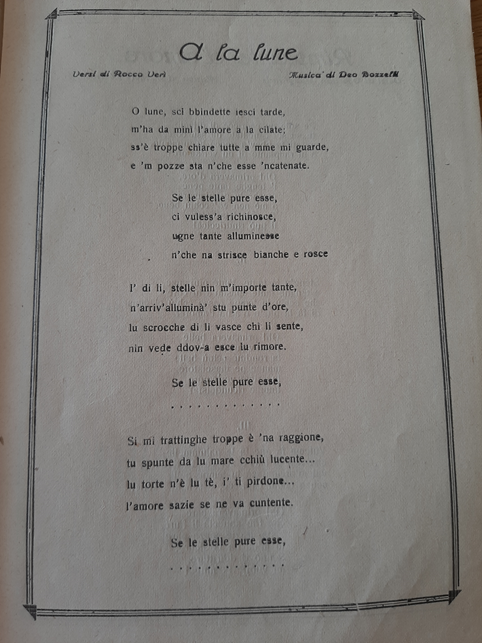 A la lune
Versi di Rocco Verì
Musica di Deo Bozzelli
O lune, sci bbindette iesci tarde,
m'ha da minì l'amore a la cilate;
ss'è troppe chiare tutte a mme mi guarde,
e 'm pozze sta n'che esse 'ncatenate.
Se le stelle pure esse,
ci vuless'a richinosce,
ugne tante alluminesse
n'che na strisce bianche e rosce
I' di li, stelle nin m'importe tante,
n'arriv'alluminà' stu punte d'ore,
lu scrocche di li vasce chi li sente,
nin vede ddov-a esce lu rimore.
Se le stelle pure esse,
. . . . . . . . . . . . .
Si mi trattinghe troppe è 'na raggione,
tu spunte da lu mare cchiù lucente...
lu torte n'è lu tè, i' ti pirdone...
l'amore sazie se ne va cuntente.
Se le stelle pure esse,
. . . . . . . . . . . . .